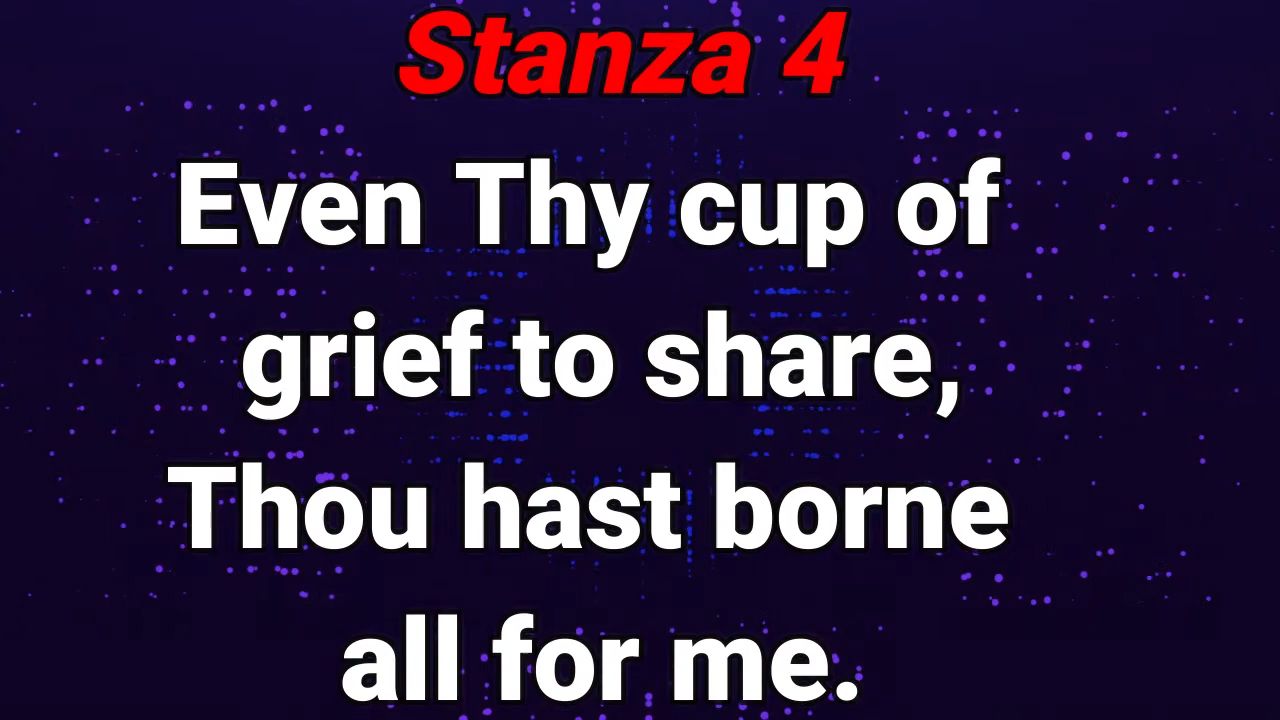 Stanza 4
Even Thy cup of
grief to share,
Thou hast borne
all for me.